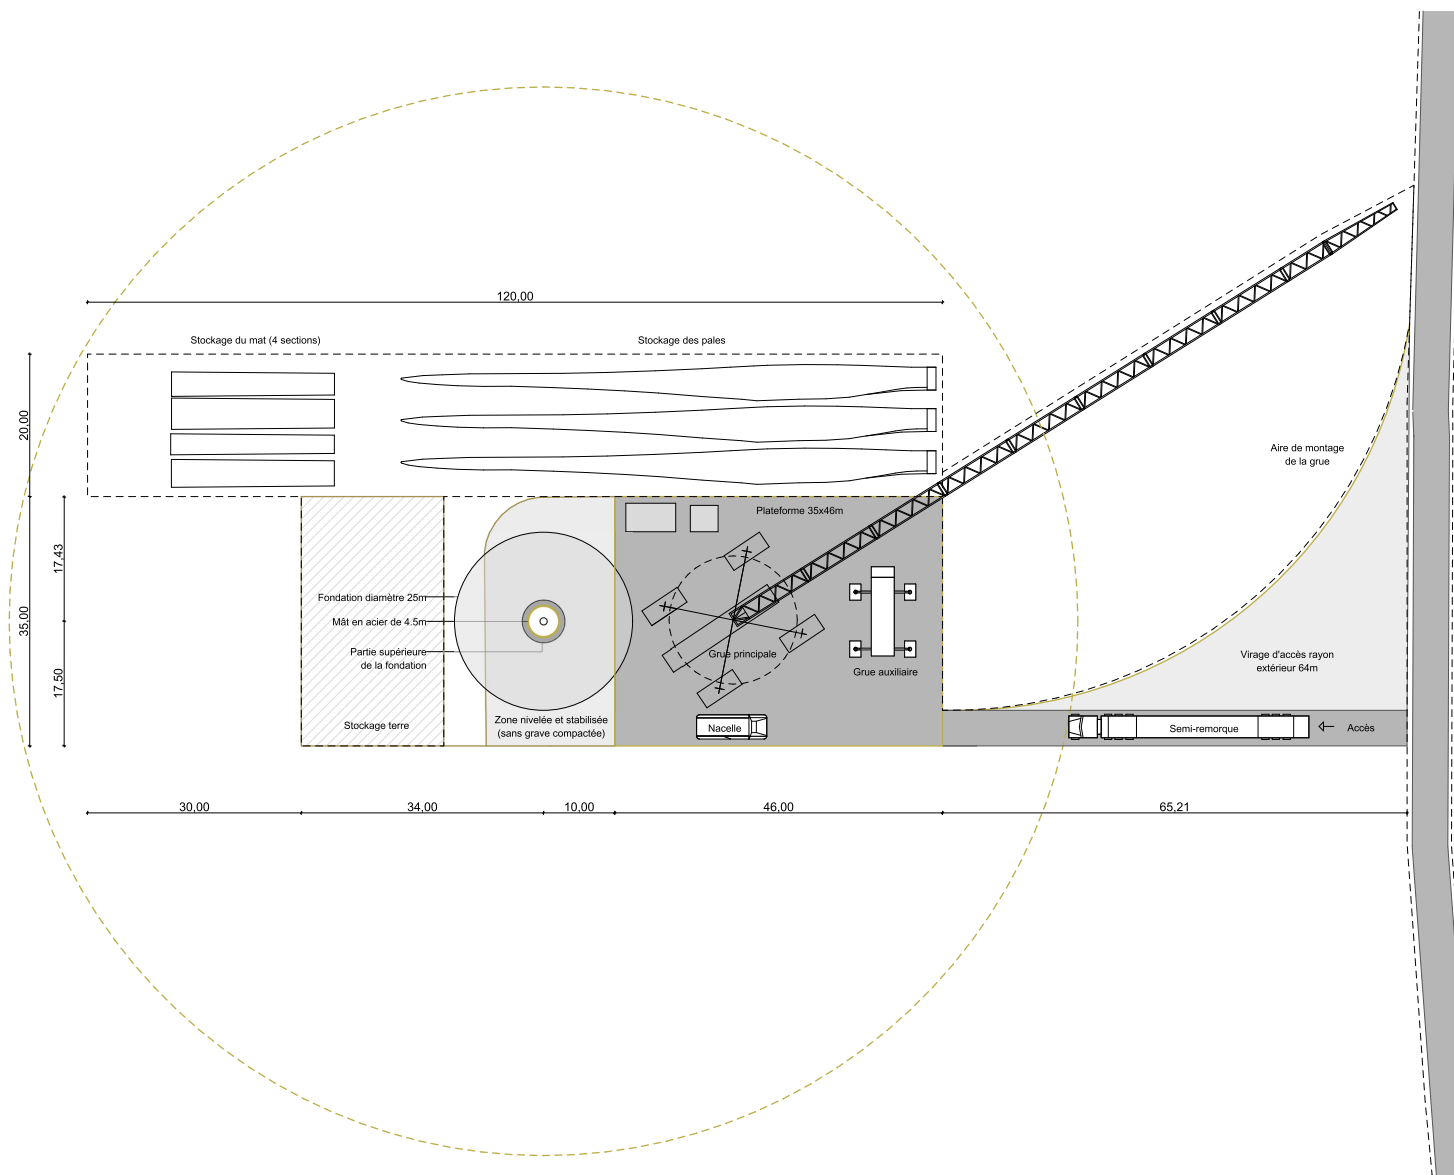 120,00
Stockage du mat (4 sections)
Stockage des pales
20,00
Aire de montage
de la grue
Plateforme 35x46m
17,43
35,00
17,50
Fondation diamètre 25m
Mât en acier de 4.5m
Partie supérieure
de la fondation
Grue principale
Grue auxiliaire
Virage d'accès rayon
extérieur 64m
Stockage terre
Zone nivelée et stabilisée
(sans grave compactée)
Nacelle
Semi-remorque
Accès
30,00
34,00
10,00
46,00
65,21